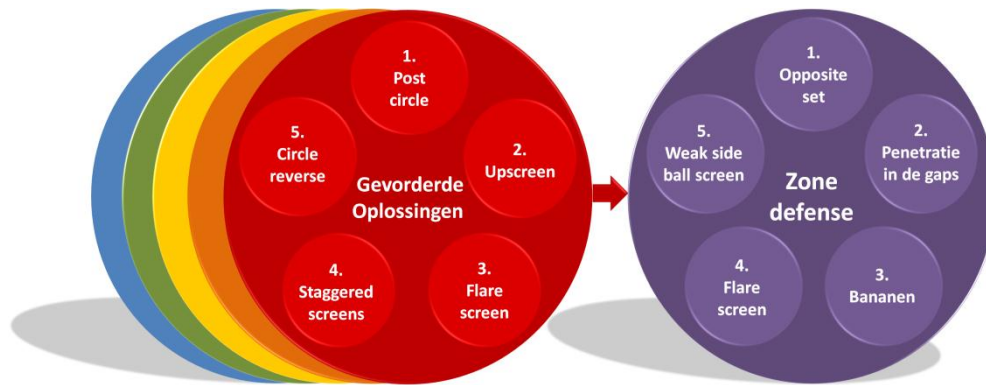 1.
Post
circle
2.
Upscreen
3.
Flare
screen
4.
Staggered
screens
5.
Circle
reverse
Gevorderde
Oplossingen
1.
Opposite
set
2.
Penetratie
in de gaps
3.
Bananen
4.
Flare
screen
5.
Weak side
ball screen
Zone
defense